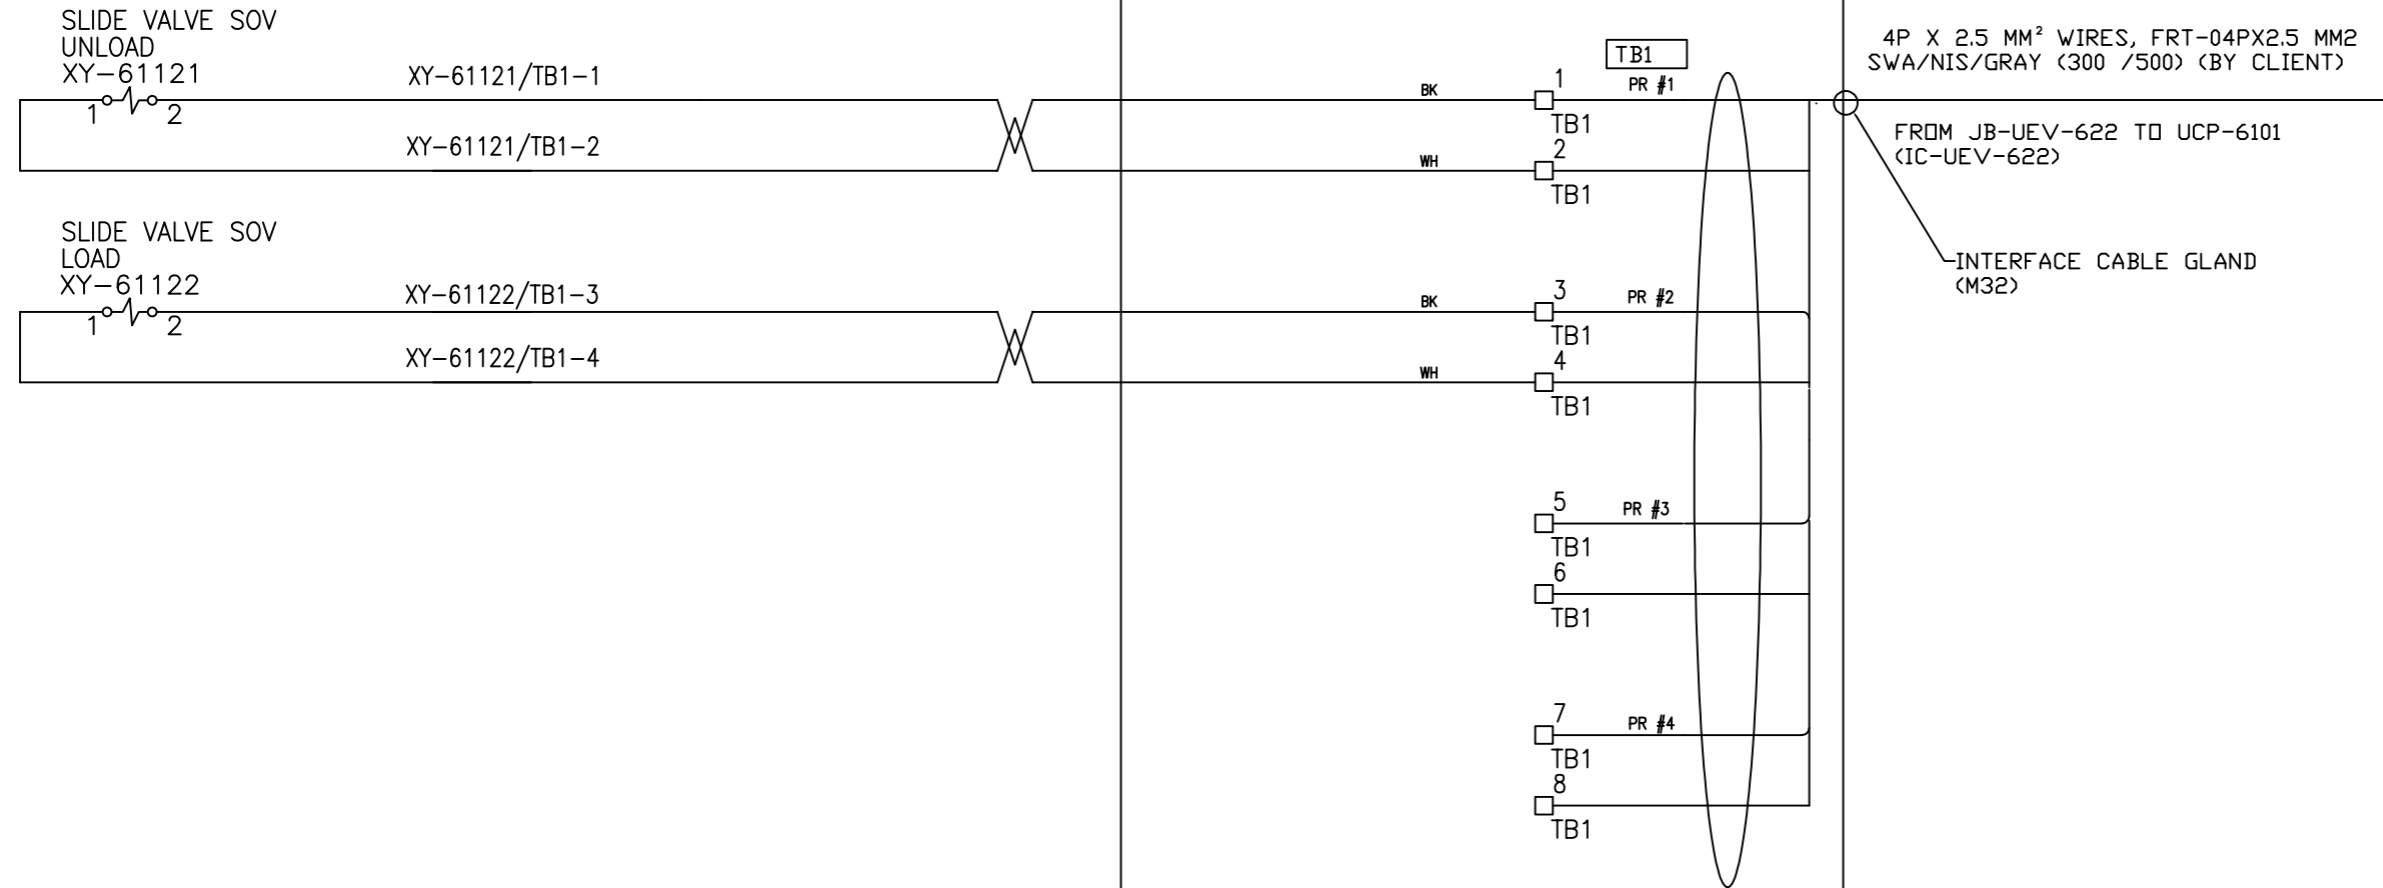 SLIDE VALVE SOV
UNLOAD
XY-61121
1
2
XY-61121/TB1-1
XY-61121/TB1-2
SLIDE VALVE SOV
LOAD
XY-61122
1
2
XY-61122/TB1-3
XY-61122/TB1-4
BK
WH
BK
WH
TB1
1
PR #1
TB1
2
TB1
3
PR #2
TB1
4
TB1
5
PR #3
TB1
6
TB1
7
PR #4
TB1
8
TB1
4P X 2.5 MM² WIRES, FRT-04PX2.5 MM2
SWA/NIS/GRAY (300 /500) (BY CLIENT)
FROM JB-UEV-622 TO UCP-6101
(IC-UEV-622)
INTERFACE CABLE GLAND
(M32)